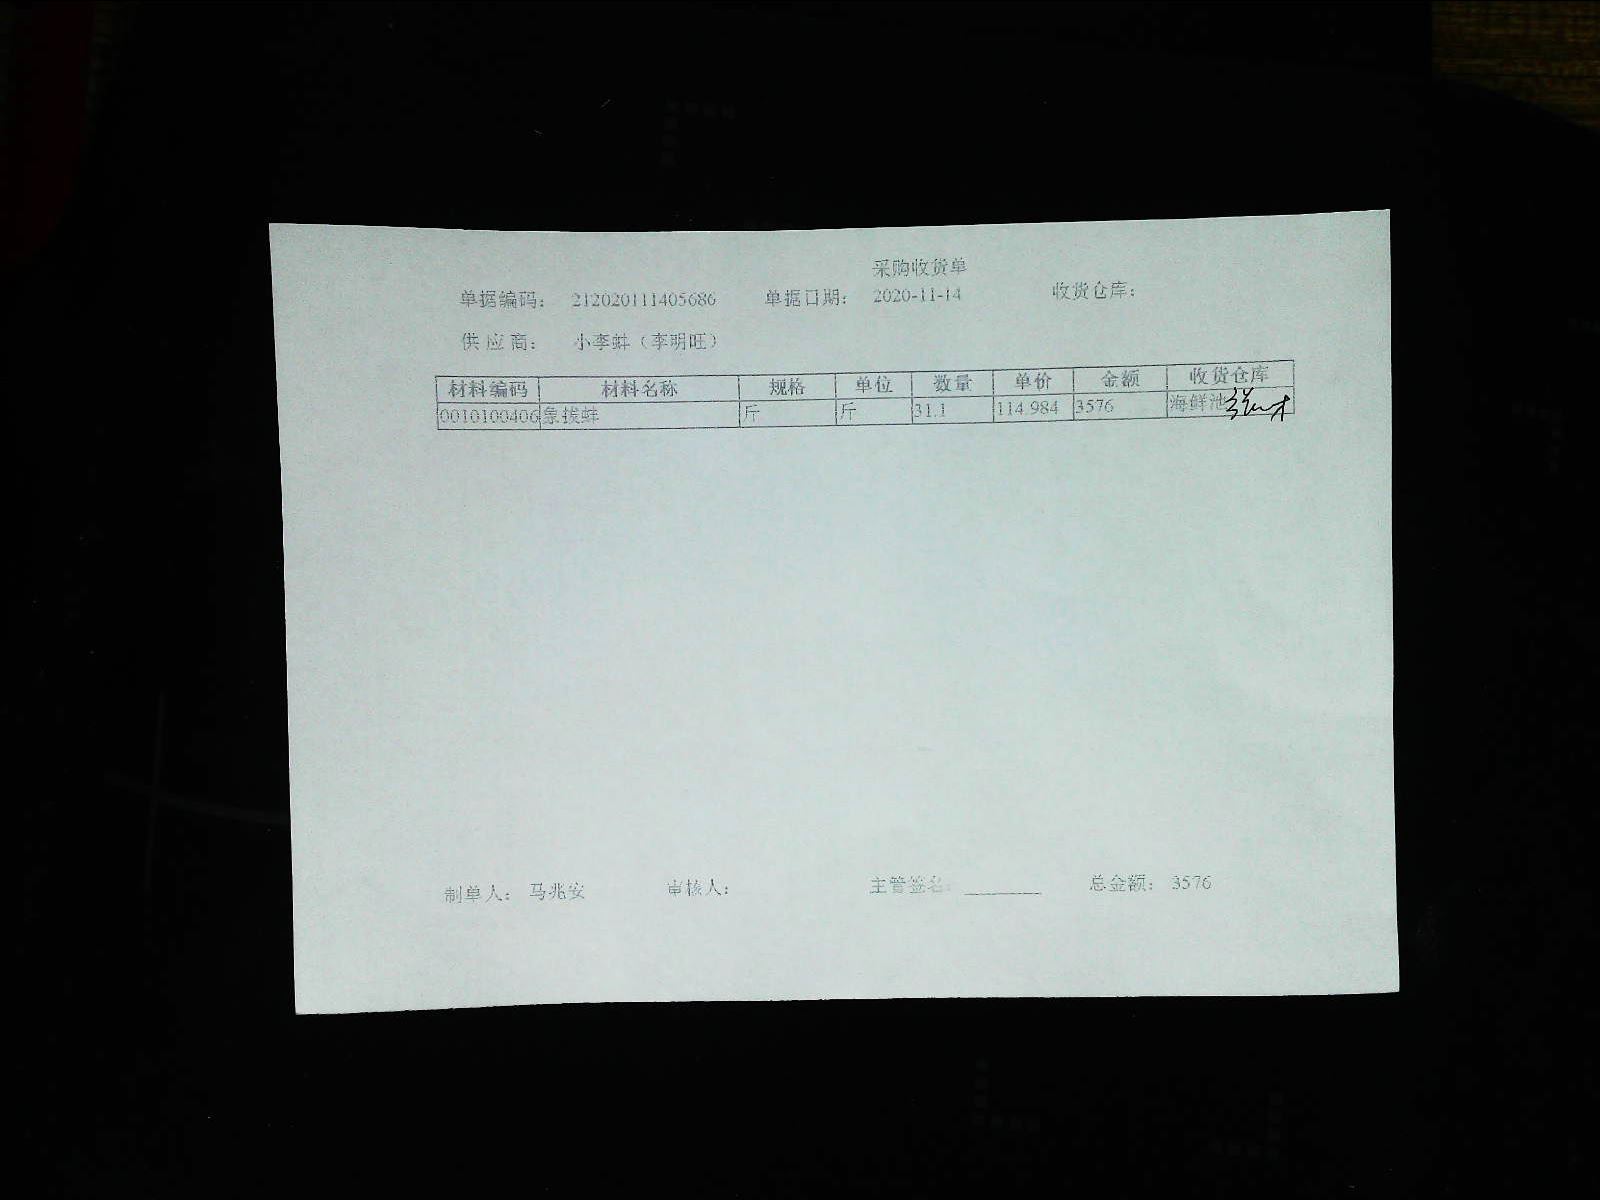 采购收货单
单据编码： 212020111405686 单据日期： 2020-11-14 收货仓库：
供 应 商： 小李蚌（李明旺）
材料编码 材料名称 规格 单位 数量 单价 金额 收货仓库
0010100406 象拔蚌 斤 斤 31.1 114.984 3576 海鲜池
制单人： 马兆安 审核人： 主管签名： 总金额： 3576